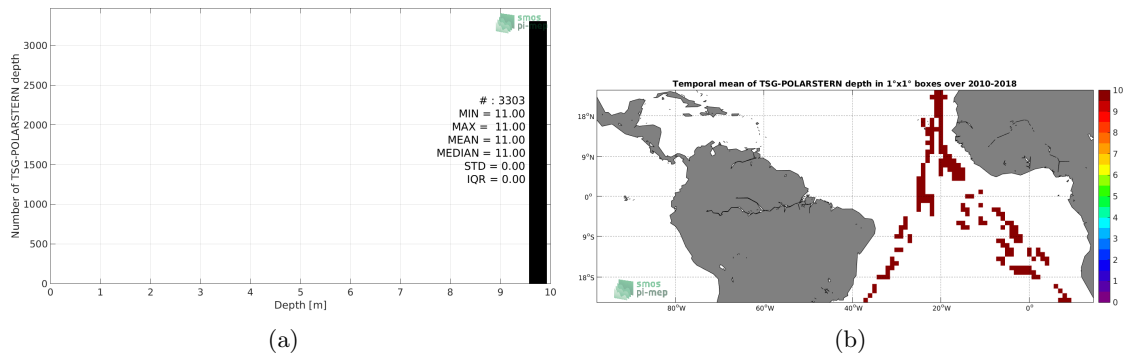 smos
pi-mep
Number of TSG-POLARSTERN depth
3000
2500
2000
1500
1000
500
0
# : 3303
MIN = 11.00
MAX = 11.00
MEAN = 11.00
MEDIAN = 11.00
STD = 0.00
IQR = 0.00
0 1 2 3 4 5 6 7 8 9 10
Depth [m]
(a)
Temporal mean of TSG-POLARSTERN depth in 1°x1° boxes over 2010-2018
18°N
9°N
0°
9°S
18°S
80°W 60°W 40°W 20°W 0°
smos
pi-mep
10
9
8
7
6
5
4
3
2
1
0
(b)